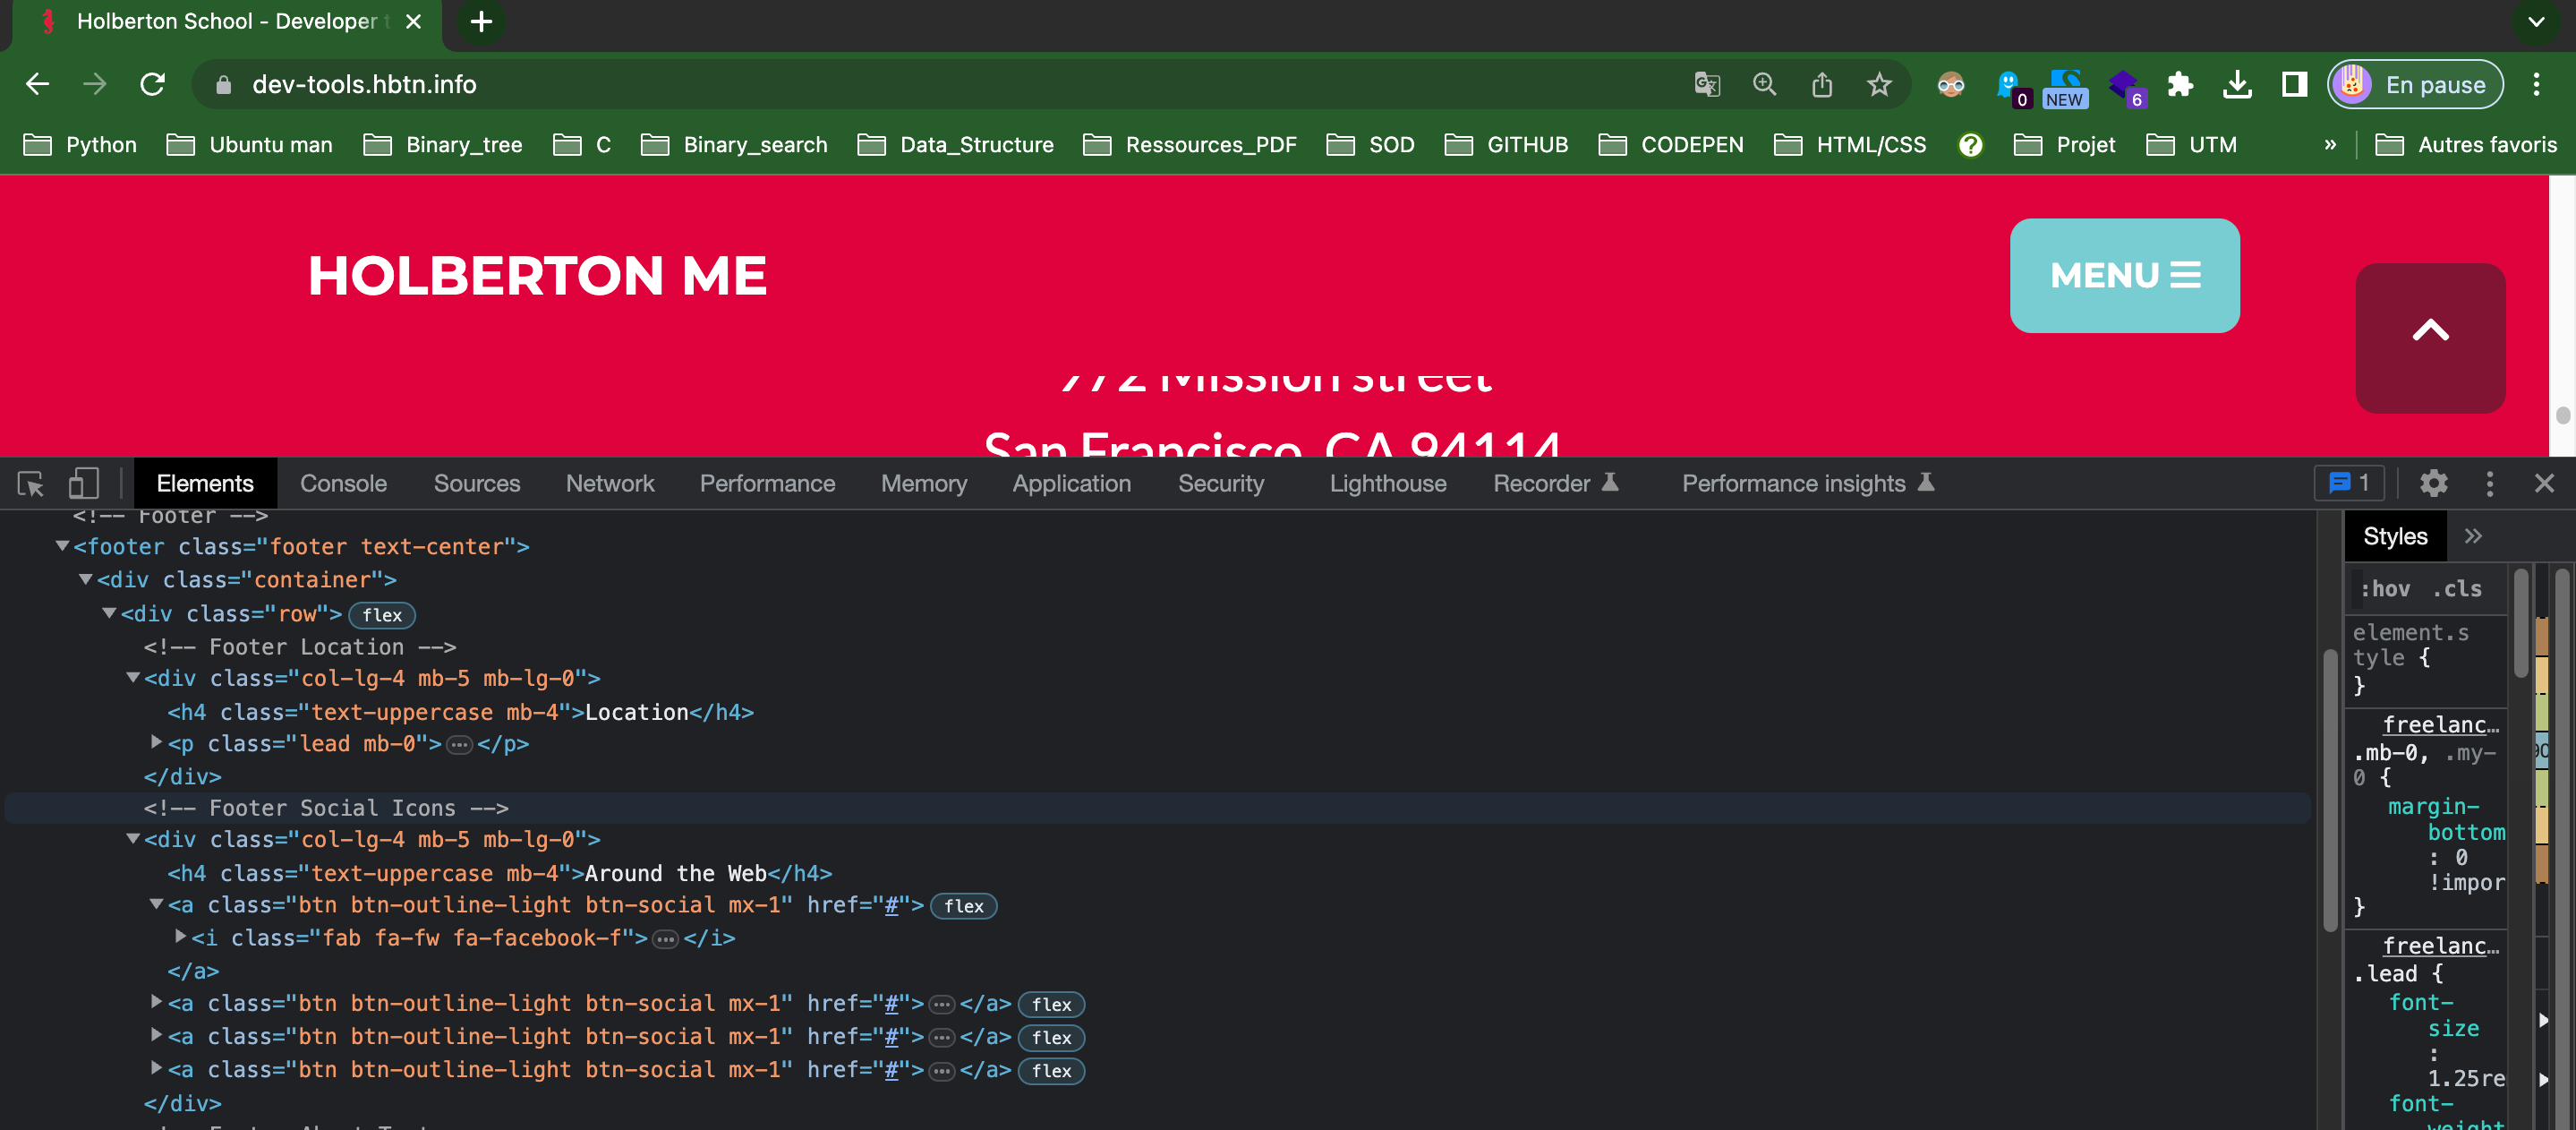 Holberton School - Developer t
dev-tools.hbtn.info
0
NEW
6
En pause
Python
Ubuntu man
Binary_tree
C
Binary_search
Data_Structure
Ressources_PDF
SOD
GITHUB
CODEPEN
HTML/CSS
?
Projet
UTM
»
Autres favoris
HOLBERTON ME
MENU
972 Mission street
San Francisco, CA 94114
Elements
Console
Sources
Network
Performance
Memory
Application
Security
Lighthouse
Recorder
Performance insights
1
<!-- Footer -->
<footer class="footer text-center">
<div class="container">
<div class="row"> flex
<!-- Footer Location -->
<div class="col-lg-4 mb-5 mb-lg-0">
<h4 class="text-uppercase mb-4">Location</h4>
<p class="lead mb-0">…</p>
</div>
<!-- Footer Social Icons -->
<div class="col-lg-4 mb-5 mb-lg-0">
<h4 class="text-uppercase mb-4">Around the Web</h4>
<a class="btn btn-outline-light btn-social mx-1" href="#"> flex
<i class="fab fa-fw fa-facebook-f">…</i>
</a>
<a class="btn btn-outline-light btn-social mx-1" href="#">…</a> flex
<a class="btn btn-outline-light btn-social mx-1" href="#">…</a> flex
<a class="btn btn-outline-light btn-social mx-1" href="#">…</a> flex
</div>
Styles
:hov .cls
element.s
tyle {
}
freelanc…
.mb-0, .my-
0 {
margin-
bottom
: 0
!impor
}
freelanc…
.lead {
font-
size
:
1.25re
font-
weight